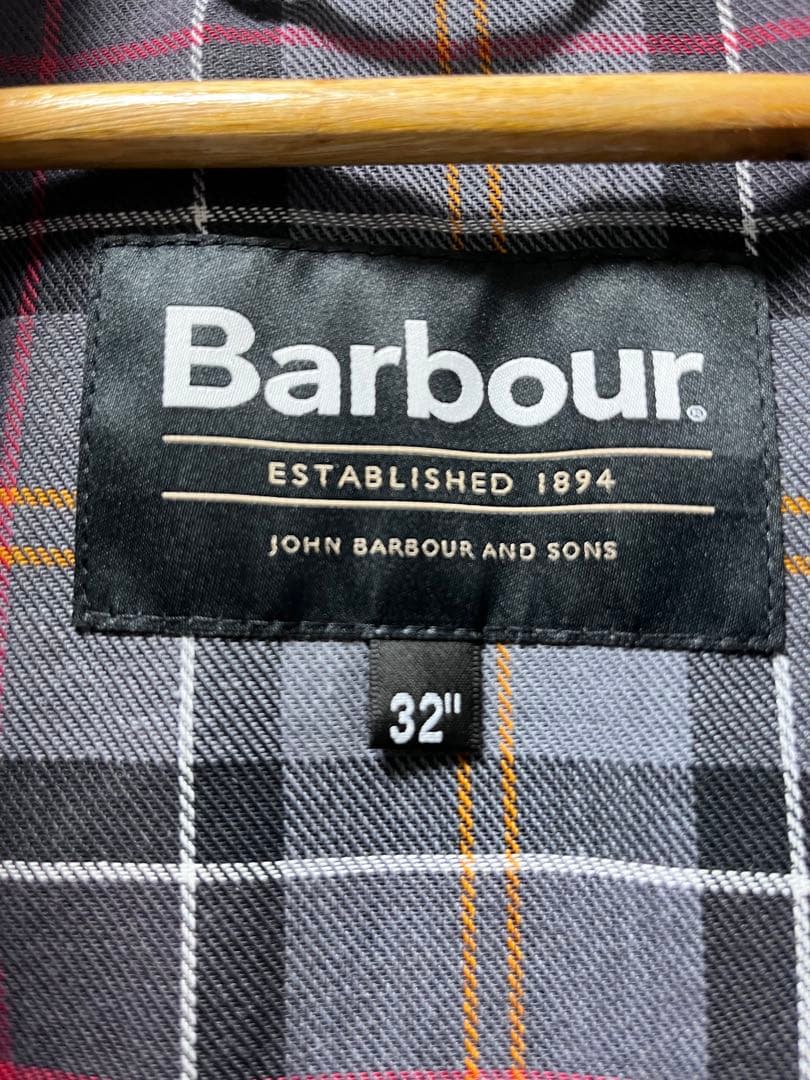 Barbour®
ESTABLISHED 1894
JOHN BARBOUR AND SONS
32"